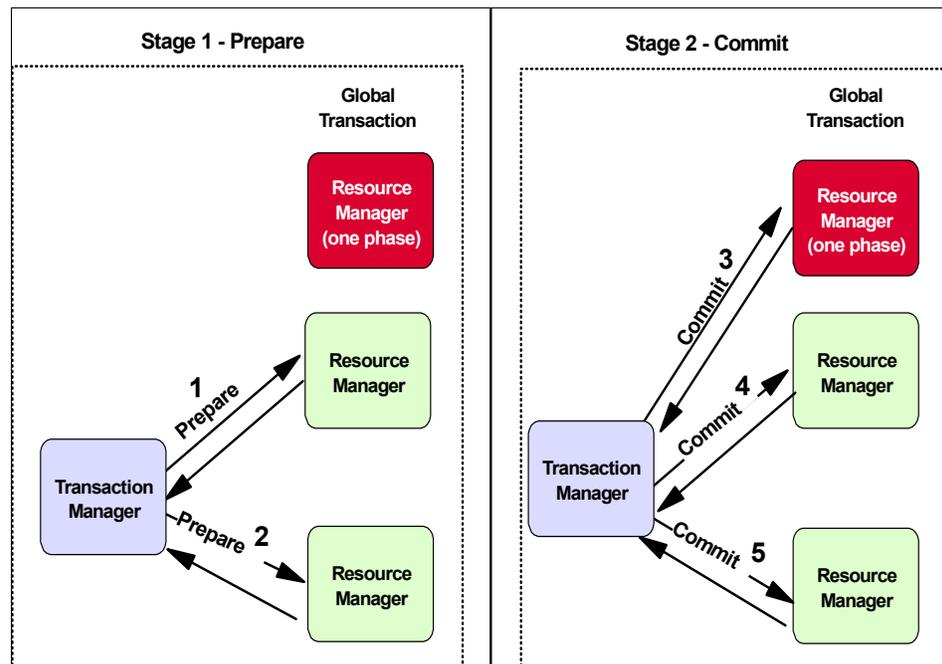 Stage 1 - Prepare
Global
Transaction
Resource
Manager
(one phase)
1
Prepare
Resource
Manager
Transaction
Manager
Prepare 2
Resource
Manager
Stage 2 - Commit
Global
Transaction
Resource
Manager
(one phase)
Commit 3
Commit 4
Resource
Manager
Transaction
Manager
Commit 5
Resource
Manager